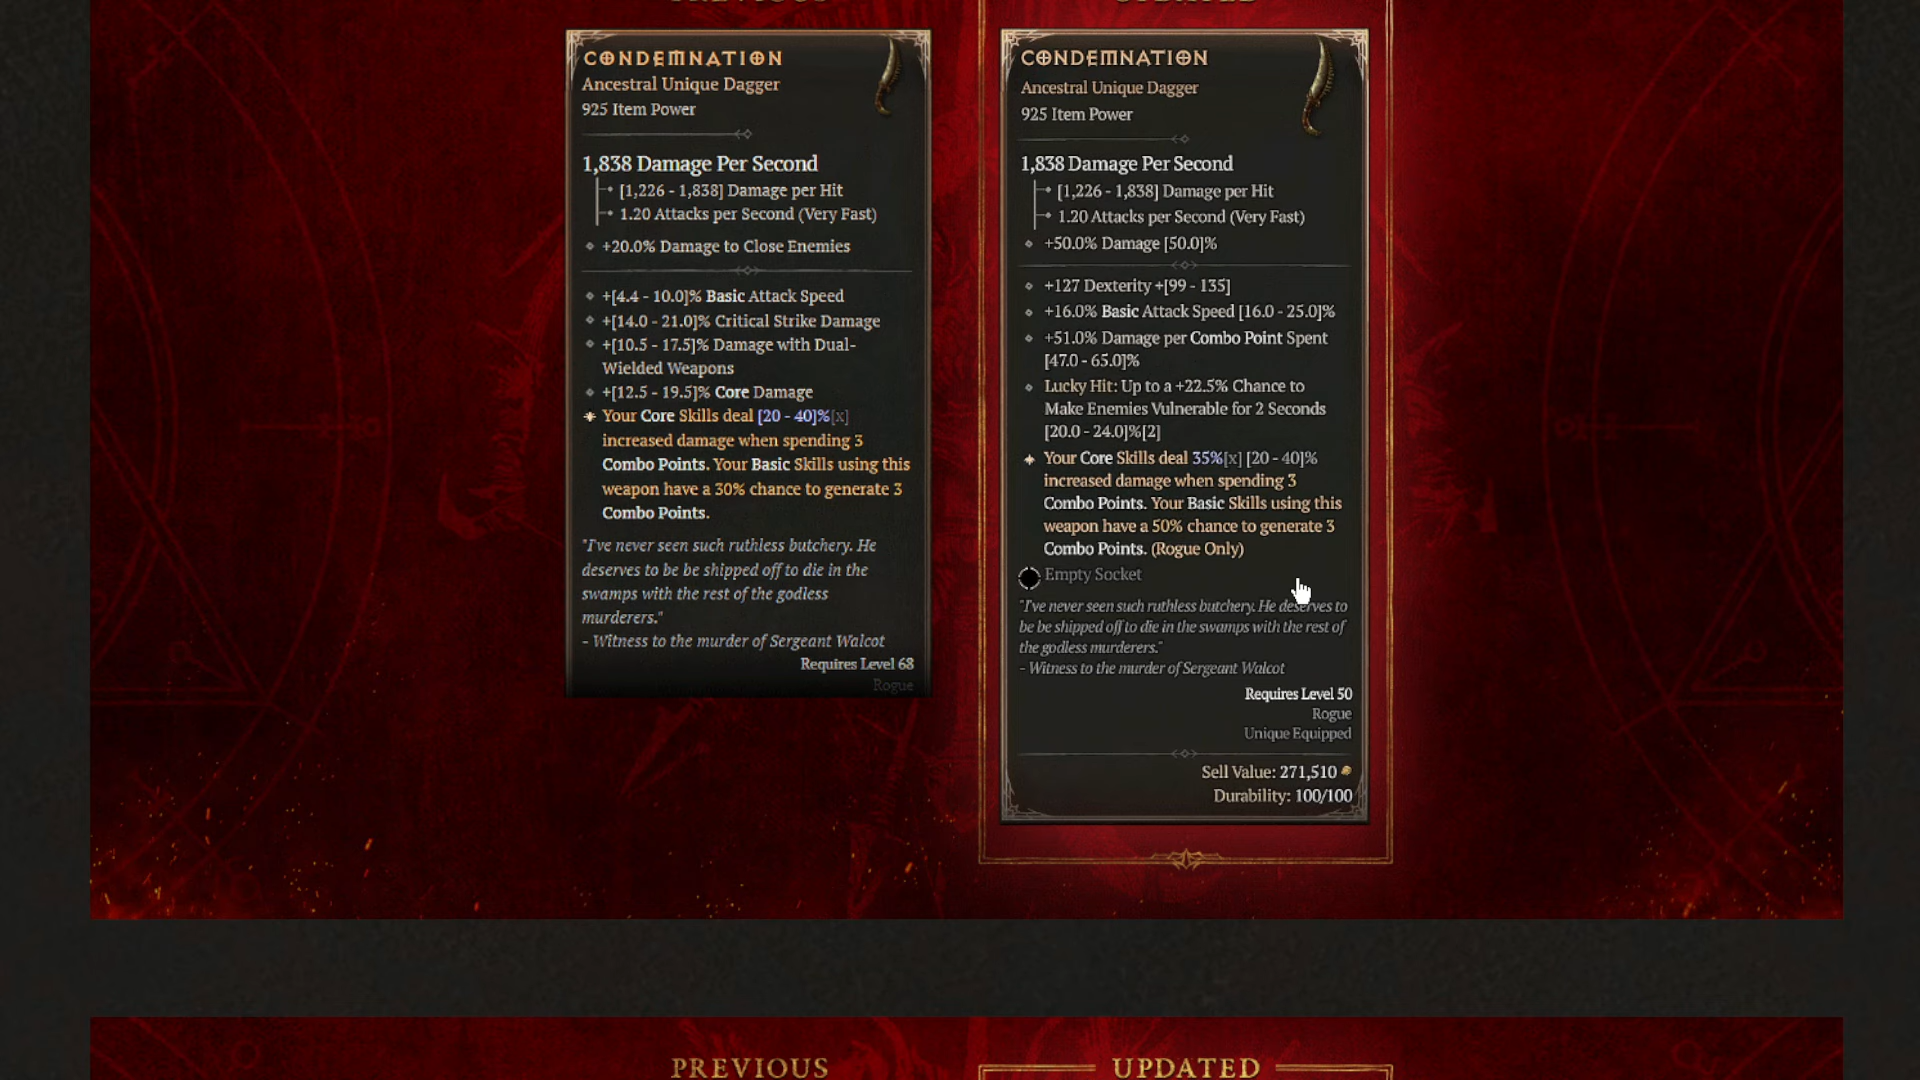 PREVIOUS
UPDATED
CONDEMNATION
Ancestral Unique Dagger
925 Item Power
1,838 Damage Per Second
[1,226 - 1,838] Damage per Hit
1.20 Attacks per Second (Very Fast)
+20.0% Damage to Close Enemies
+[4.4 - 10.0]% Basic Attack Speed
+[14.0 - 21.0]% Critical Strike Damage
+[10.5 - 17.5]% Damage with Dual-
Wielded Weapons
+[12.5 - 19.5]% Core Damage
Your Core Skills deal [20 - 40]%[x]
increased damage when spending 3
Combo Points. Your Basic Skills using this
weapon have a 30% chance to generate 3
Combo Points.
"I've never seen such ruthless butchery. He
deserves to be be shipped off to die in the
swamps with the rest of the godless
murderers."
- Witness to the murder of Sergeant Walcot
Requires Level 68
Rogue
CONDEMNATION
Ancestral Unique Dagger
925 Item Power
1,838 Damage Per Second
[1,226 - 1,838] Damage per Hit
1.20 Attacks per Second (Very Fast)
+50.0% Damage [50.0]%
+127 Dexterity +[99 - 135]
+16.0% Basic Attack Speed [16.0 - 25.0]%
+51.0% Damage per Combo Point Spent
[47.0 - 65.0]%
Lucky Hit: Up to a +22.5% Chance to
Make Enemies Vulnerable for 2 Seconds
[20.0 - 24.0]%[2]
Your Core Skills deal 35%[x] [20 - 40]%
increased damage when spending 3
Combo Points. Your Basic Skills using this
weapon have a 50% chance to generate 3
Combo Points. (Rogue Only)
Empty Socket
"I've never seen such ruthless butchery. He deserves to
be be shipped off to die in the swamps with the rest of
the godless murderers."
- Witness to the murder of Sergeant Walcot
Requires Level 50
Rogue
Unique Equipped
Sell Value: 271,510
Durability: 100/100
PREVIOUS
UPDATED